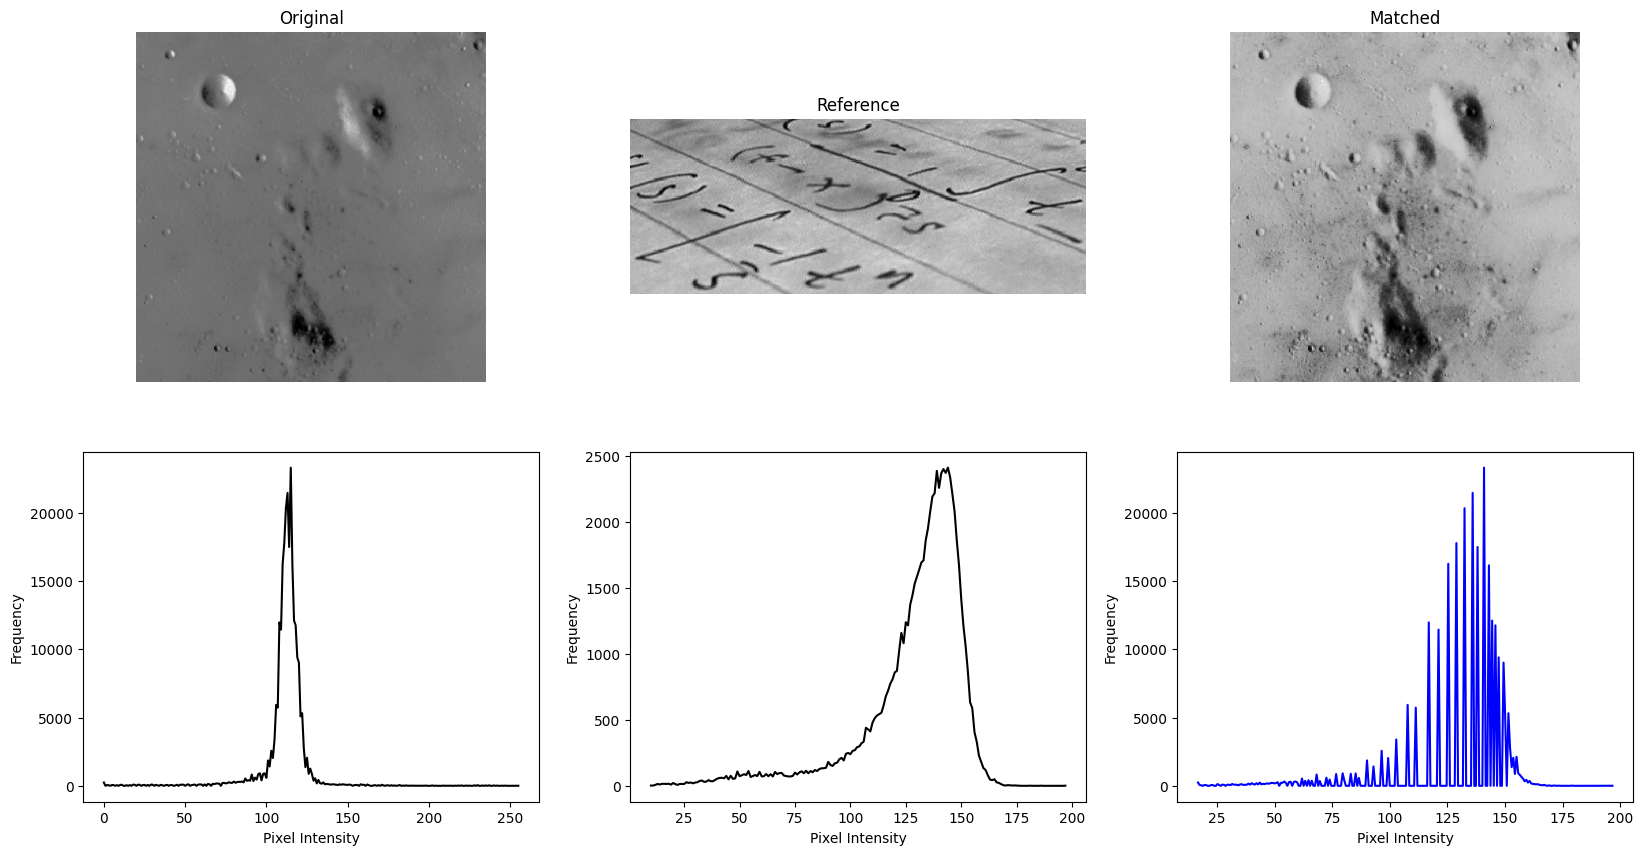 Original
Reference
Matched
Frequency
20000
15000
10000
5000
0
0 50 100 150 200 250
Pixel Intensity
Frequency
2500
2000
1500
1000
500
0
25 50 75 100 125 150 175 200
Pixel Intensity
Frequency
20000
15000
10000
5000
0
25 50 75 100 125 150 175 200
Pixel Intensity